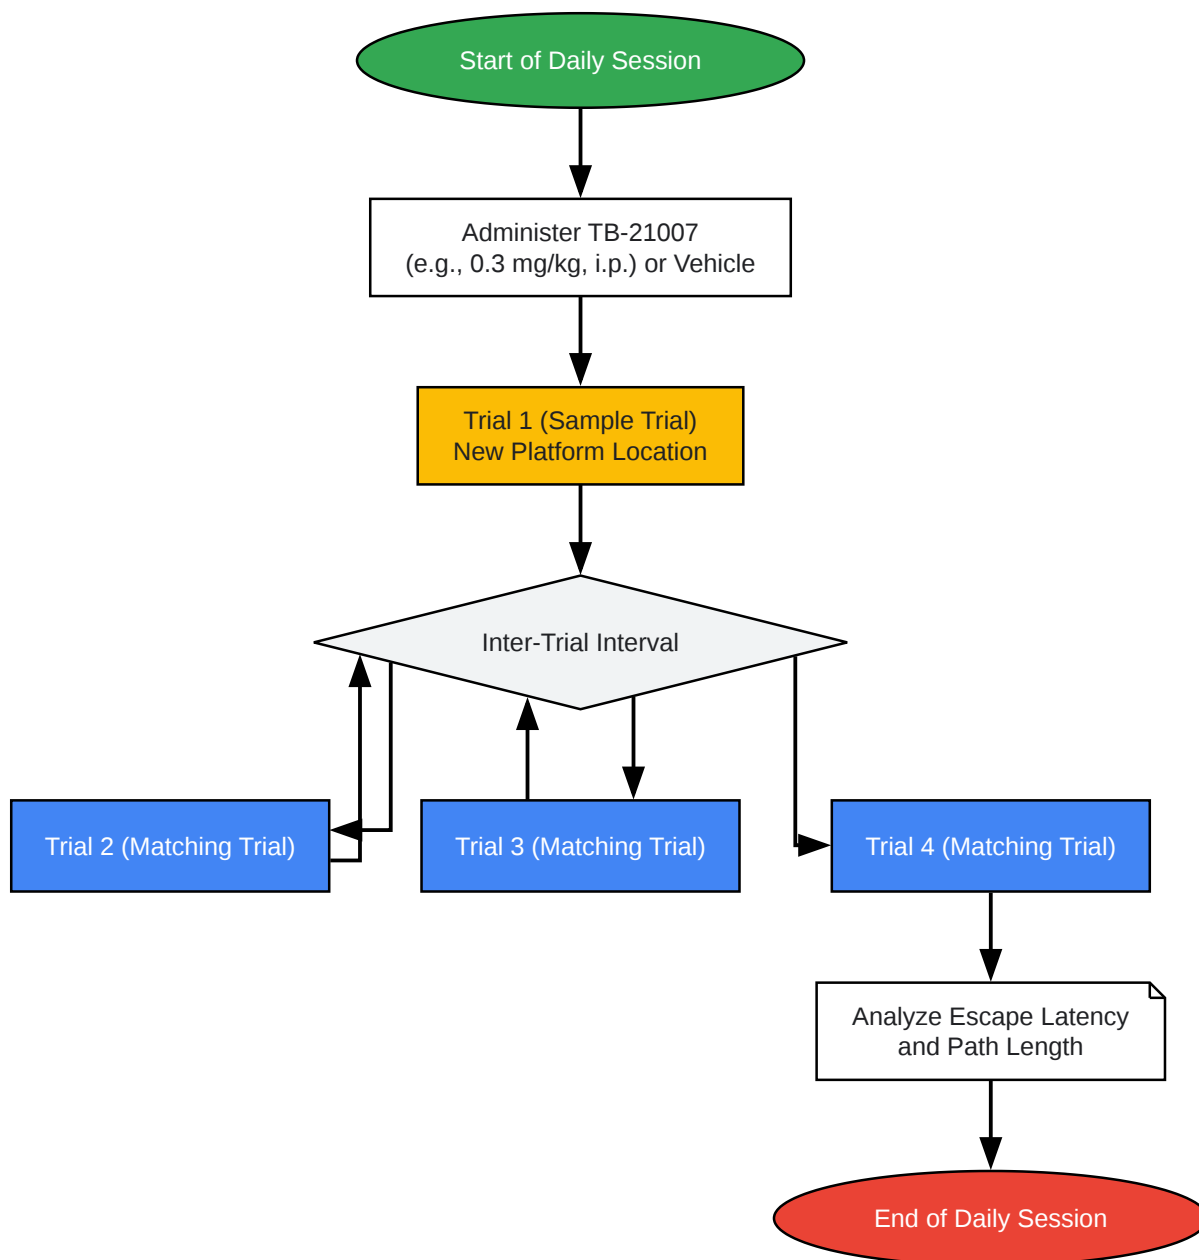 Start of Daily Session
Administer TB-21007
(e.g., 0.3 mg/kg, i.p.) or Vehicle
Trial 1 (Sample Trial)
New Platform Location
Inter-Trial Interval
Trial 2 (Matching Trial)
Trial 3 (Matching Trial)
Trial 4 (Matching Trial)
Analyze Escape Latency
and Path Length
End of Daily Session